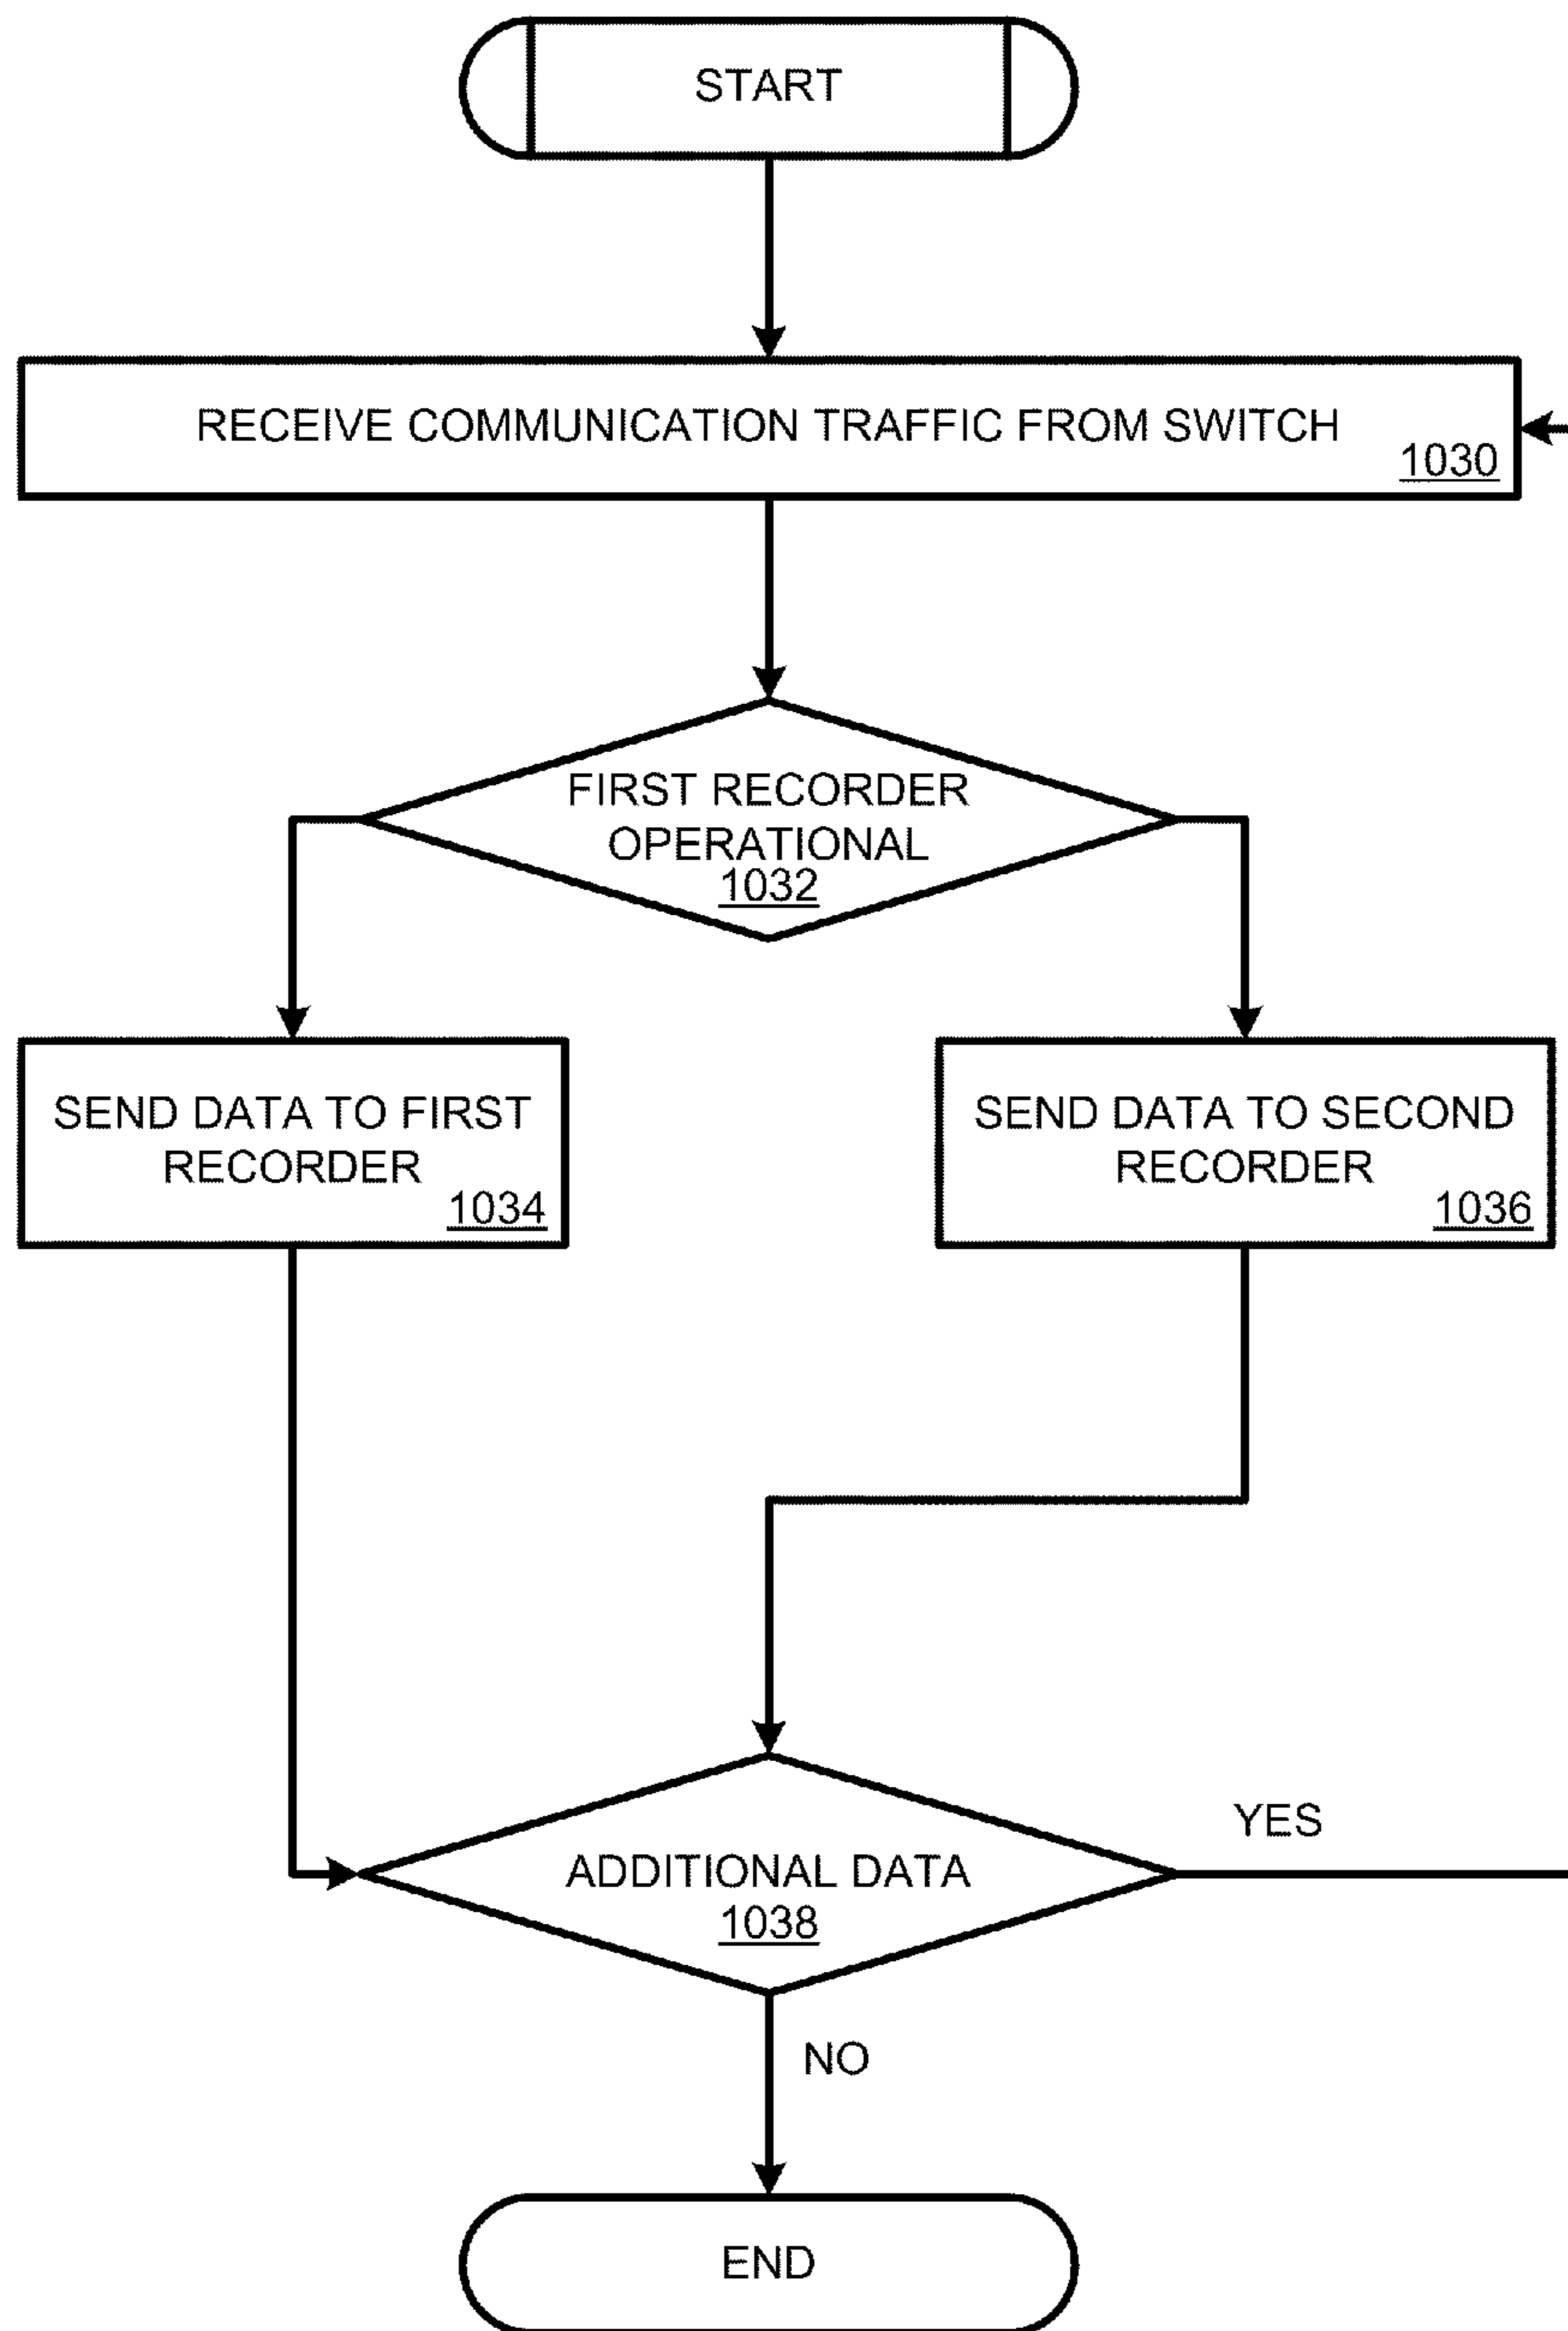 START
RECEIVE COMMUNICATION TRAFFIC FROM SWITCH
1030
FIRST RECORDER
OPERATIONAL
1032
SEND DATA TO FIRST
RECORDER
1034
SEND DATA TO SECOND
RECORDER
1036
YES
ADDITIONAL DATA
1038
NO
END